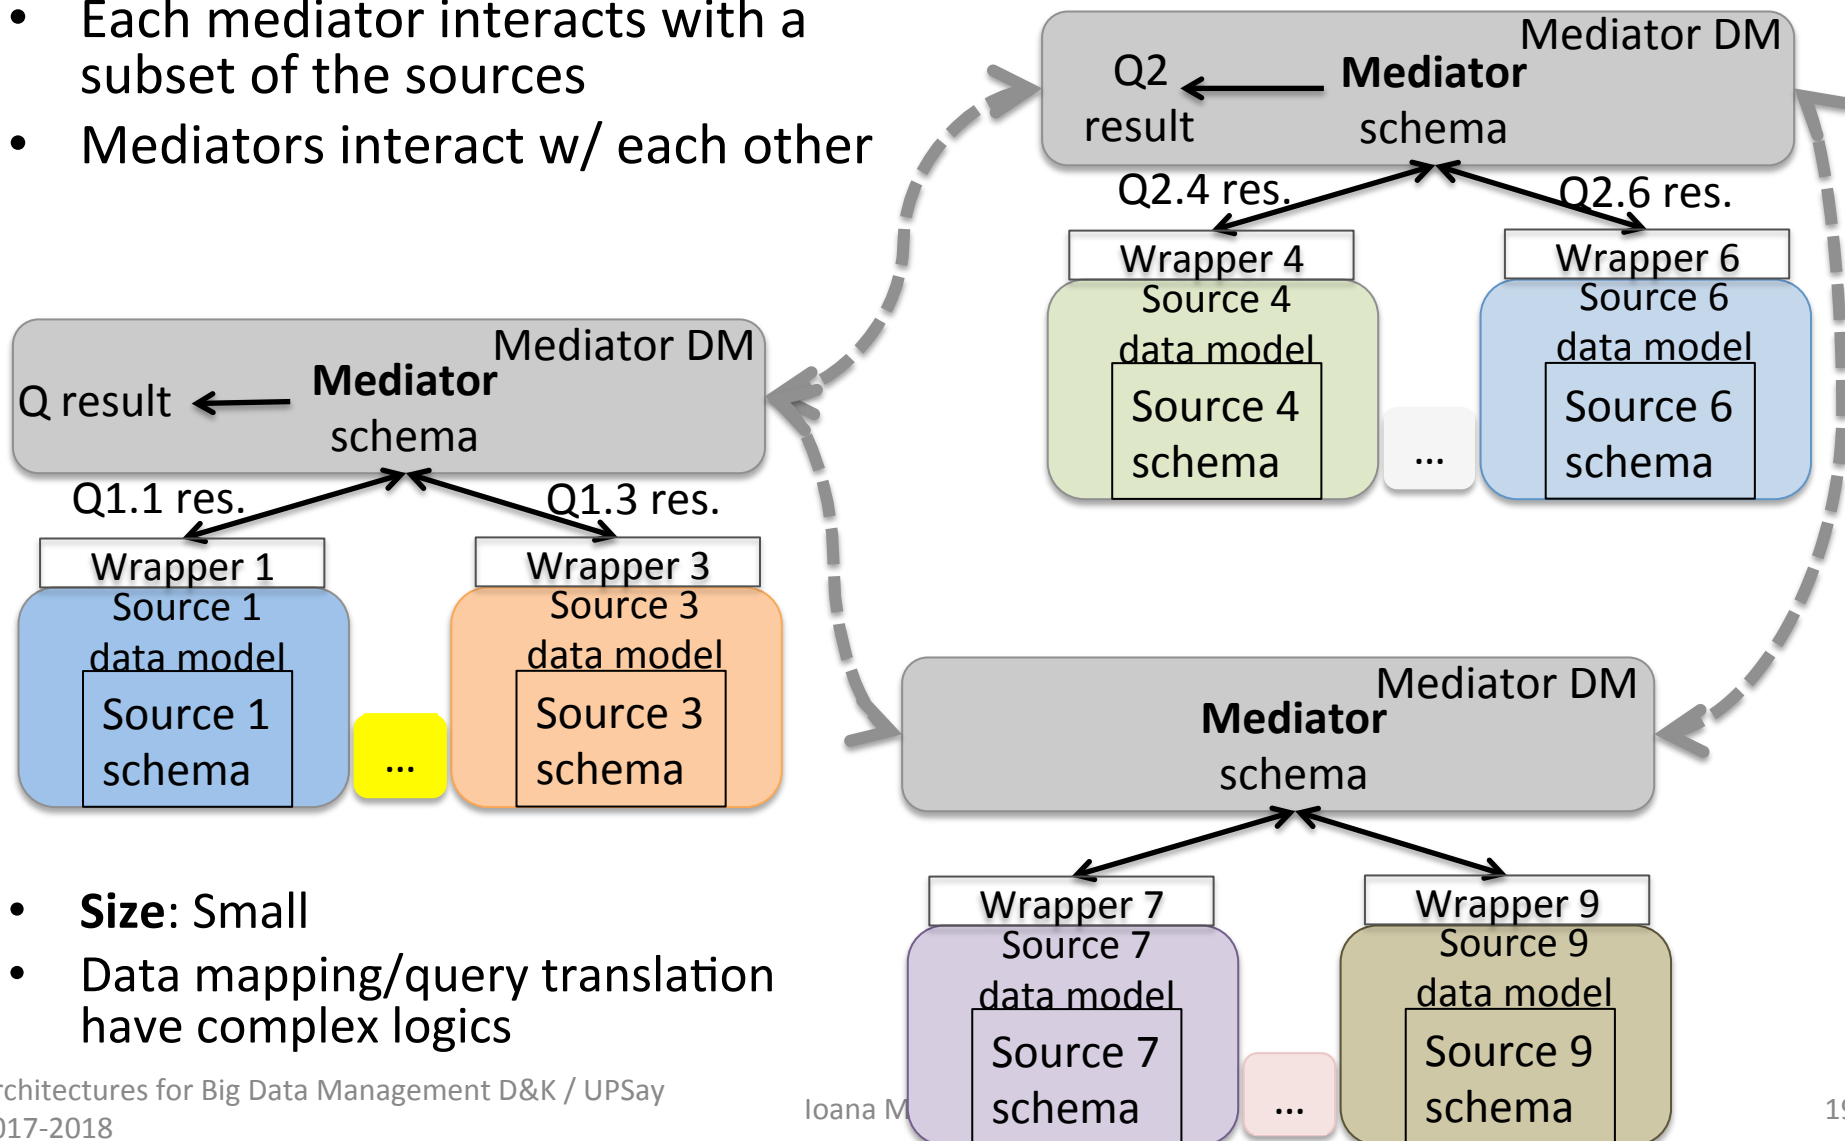 • Each mediator interacts with a
subset of the sources
• Mediators interact w/ each other
Mediator DM
Q2
result
Mediator
schema
Q2.4 res.
Q2.6 res.
Wrapper 4
Source 4
data model
Source 4
schema
...
Wrapper 6
Source 6
data model
Source 6
schema
Mediator DM
Q result
Mediator
schema
Q1.1 res.
Q1.3 res.
Wrapper 1
Source 1
data model
Source 1
schema
...
Wrapper 3
Source 3
data model
Source 3
schema
Mediator DM
Mediator
schema
Wrapper 7
Source 7
data model
Source 7
schema
...
Wrapper 9
Source 9
data model
Source 9
schema
• Size: Small
• Data mapping/query translation
have complex logics
rchitectures for Big Data Management D&K / UPSay
017-2018
Ioana M
19